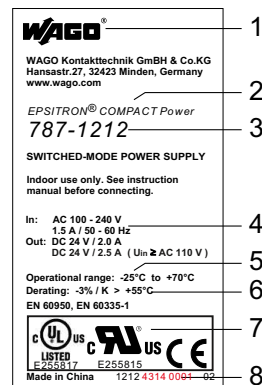 WAGO®
1
WAGO Kontakttechnik GmbH & Co.KG
Hansastr.27, 32423 Minden, Germany
www.wago.com
2
EPSITRON® COMPACT Power
787-1212
3
SWITCHED-MODE POWER SUPPLY
Indoor use only. See instruction
manual before connecting.
In: AC 100 - 240 V
1.5 A / 50 - 60 Hz
4
Out: DC 24 V / 2.0 A
DC 24 V / 2.5 A ( Uin ≥ AC 110 V )
5
Operational range: -25°C to +70°C
Derating: -3% / K > +55°C
6
EN 60950, EN 60335-1
c UL US
LISTED
E255817
c UR ® US
E255815
CE
7
Made in China 1212 4314 0001 02
8